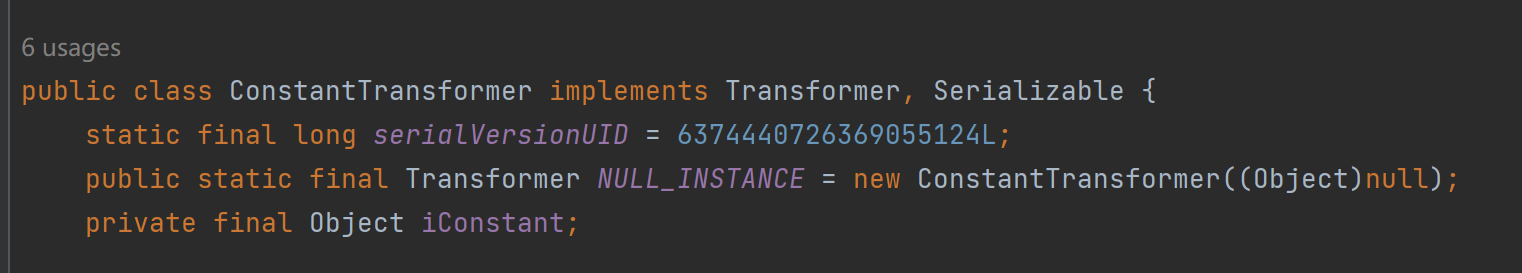 6 usages
public class ConstantTransformer implements Transformer, Serializable {
    static final long serialVersionUID = 6374440726369055124L;
    public static final Transformer NULL_INSTANCE = new ConstantTransformer((Object)null);
    private final Object iConstant;